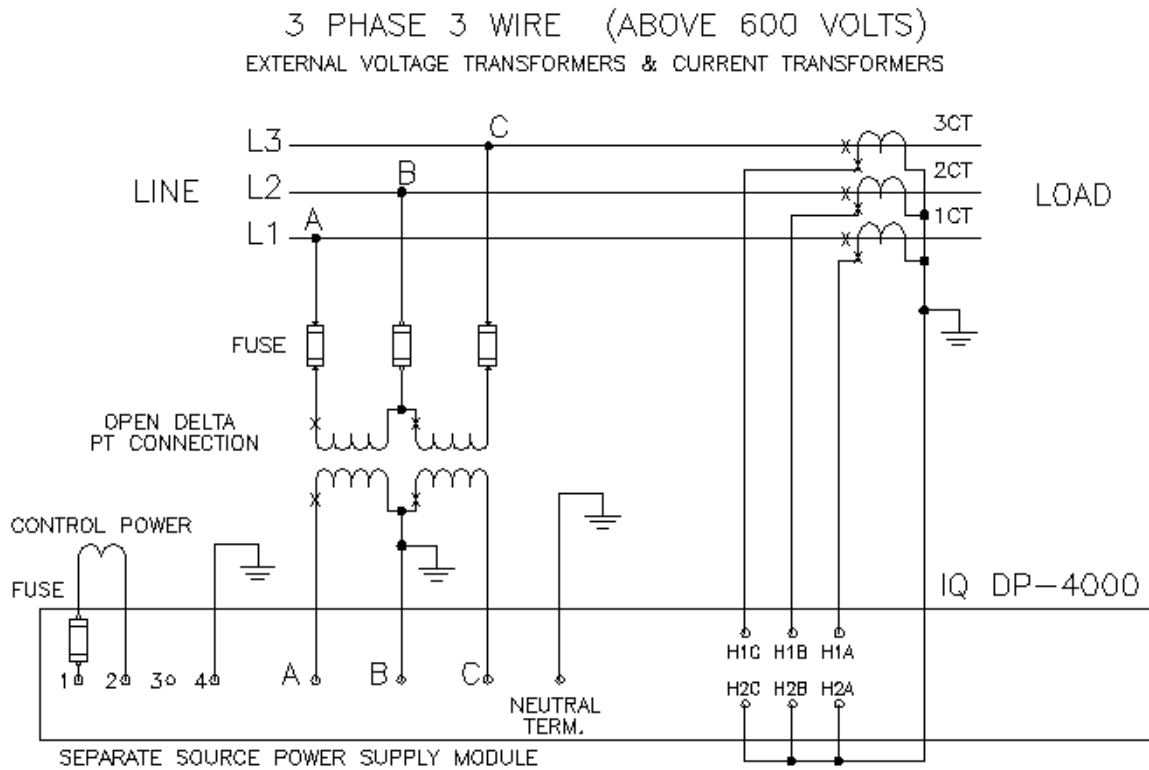 3 PHASE 3 WIRE (ABOVE 600 VOLTS)
EXTERNAL VOLTAGE TRANSFORMERS & CURRENT TRANSFORMERS
C
3CT
L3
LINE
B
2CT
LOAD
L2
A
1CT
L1
FUSE
OPEN DELTA
PT CONNECTION
CONTROL POWER
FUSE
IQ DP-4000
H1C H1B H1A
1 2 3 4 A B C
H2C H2B H2A
NEUTRAL
TERM.
SEPARATE SOURCE POWER SUPPLY MODULE